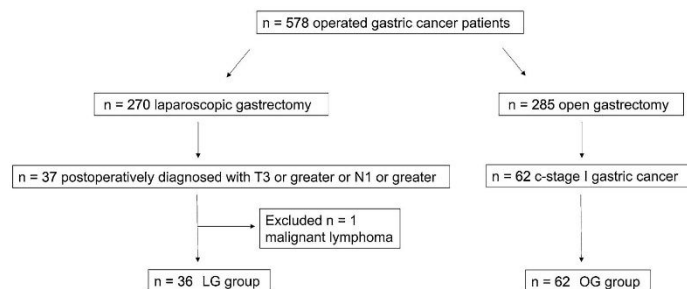 n = 578 operated gastric cancer patients
n = 270 laparoscopic gastrectomy
n = 285 open gastrectomy
n = 37 postoperatively diagnosed with T3 or greater or N1 or greater
n = 62 c-stage I gastric cancer
Excluded n = 1
malignant lymphoma
n = 36 LG group
n = 62 OG group